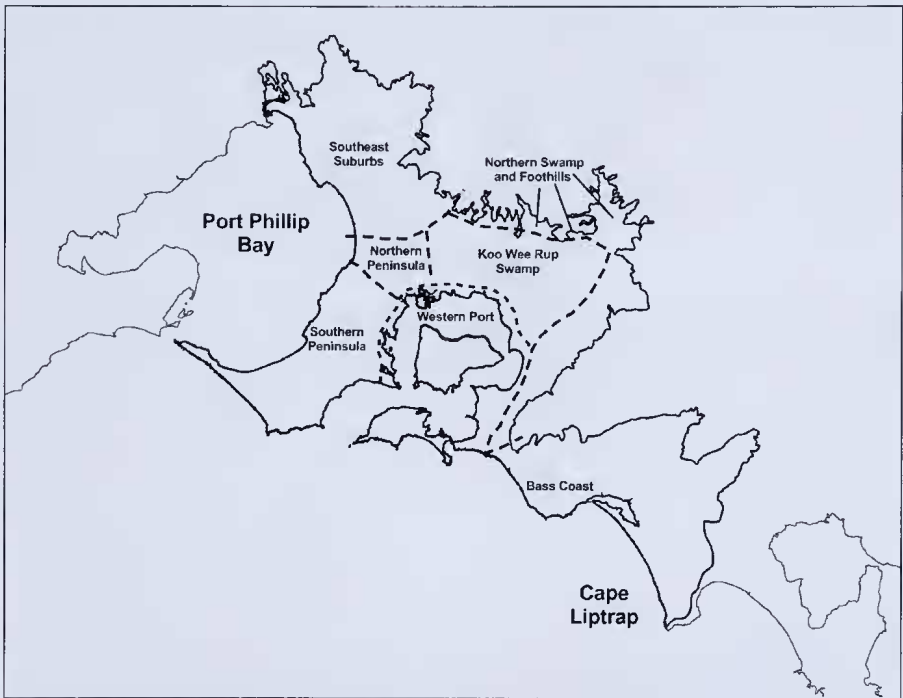 Southeast
Suburbs
Northern Swamp
and Foothills
Port Phillip
Bay
Northern
Peninsula
Koo Wee Rup
Swamp
Western Port
Southern
Peninsula
Bass Coast
Cape
Liptrap